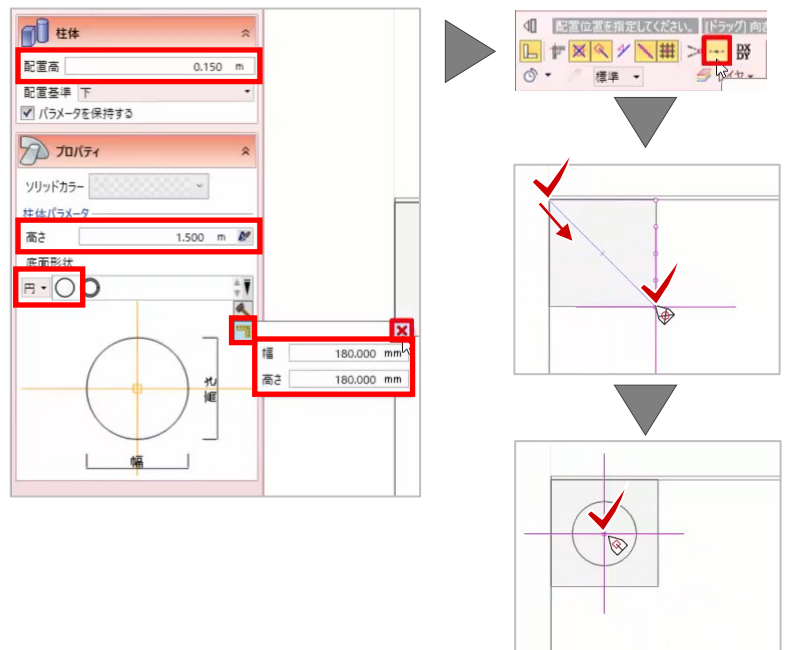 柱体
配置高 0.150 m
配置基準 下
パラメータを保持する
プロパティ
ソリッドカラー
柱体パラメータ
高さ 1.500 m
底面形状
円
幅 180.000 mm
高さ 180.000 mm
幅
配置位置を指定してください。 [ドラッグ] 向き
標準